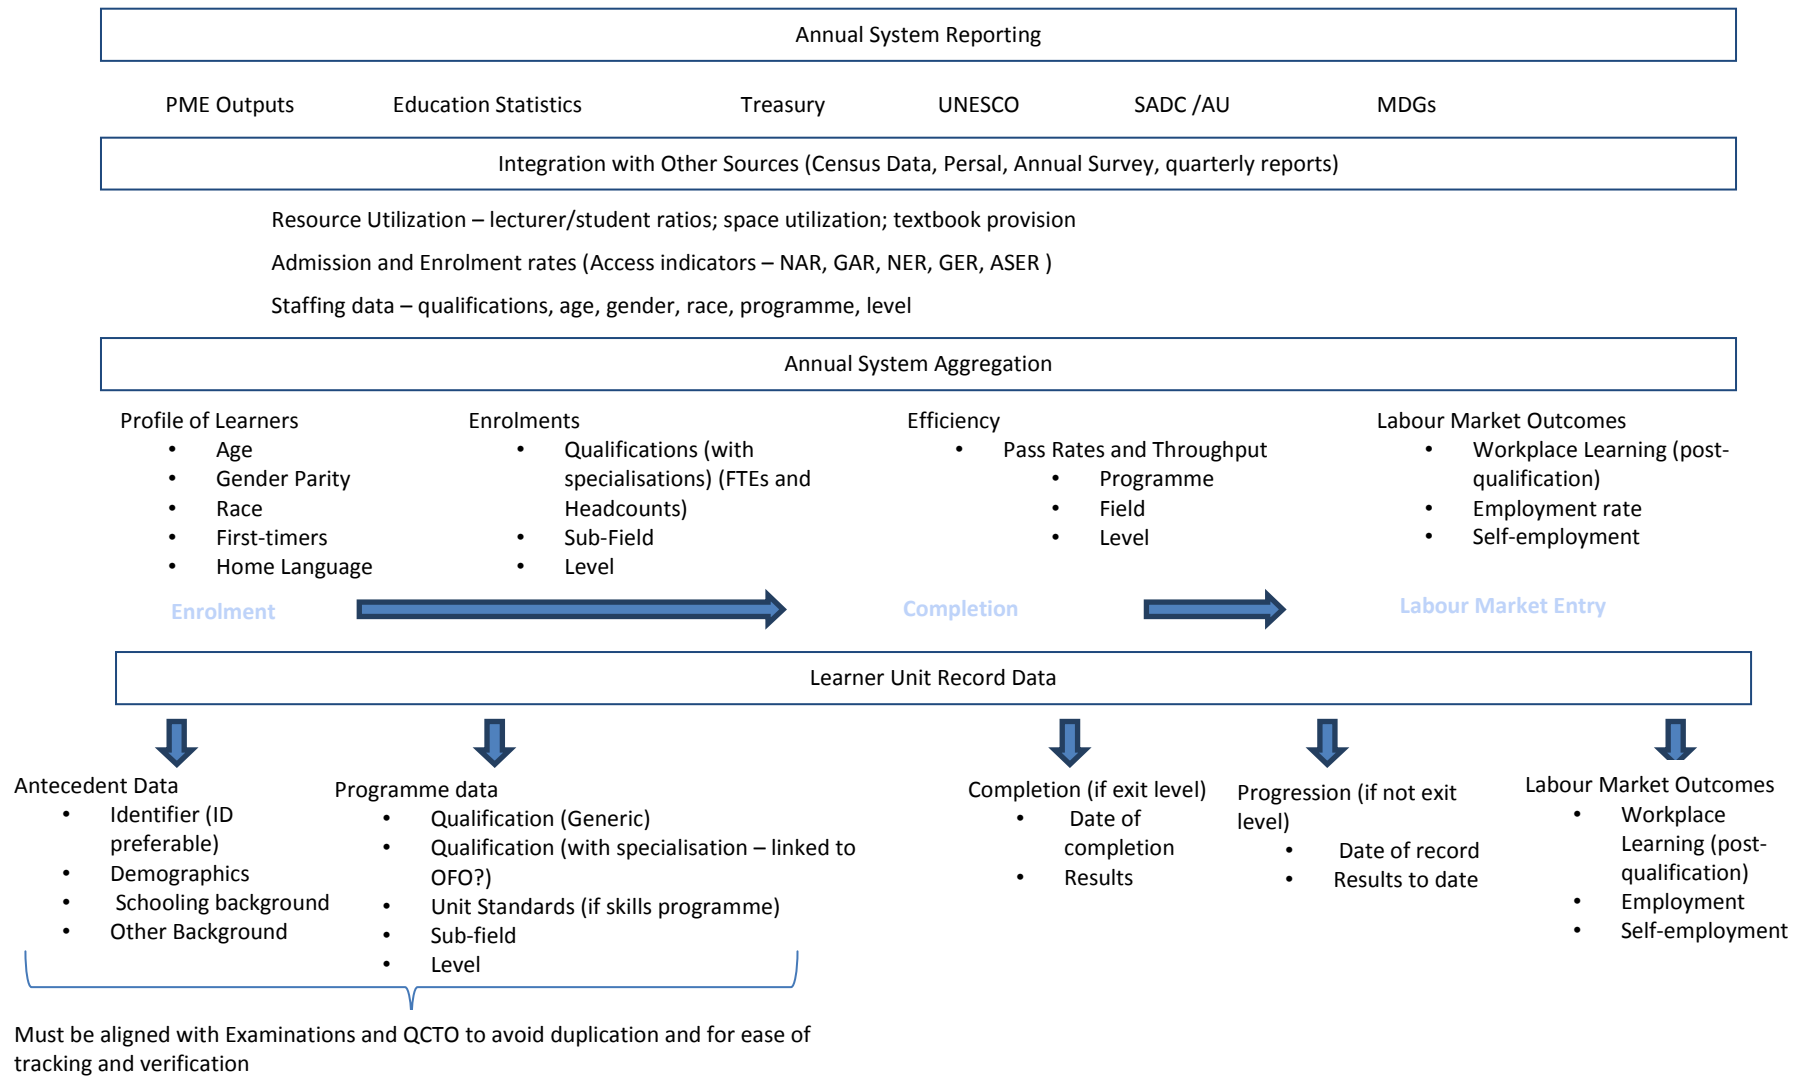 Annual System Reporting
PME Outputs Education Statistics Treasury UNESCO SADC /AU MDGs
Integration with Other Sources (Census Data, Persal, Annual Survey, quarterly reports)
Resource Utilization – lecturer/student ratios; space utilization; textbook provision
Admission and Enrolment rates (Access indicators – NAR, GAR, NER, GER, ASER )
Staffing data – qualifications, age, gender, race, programme, level
Annual System Aggregation
Profile of Learners
• Age
• Gender Parity
• Race
• First-timers
• Home Language
Enrolments
• Qualifications (with
specialisations) (FTEs and
Headcounts)
• Sub-Field
• Level
Efficiency
• Pass Rates and Throughput
• Programme
• Field
• Level
Labour Market Outcomes
• Workplace Learning (post-
qualification)
• Employment rate
• Self-employment
Enrolment
Completion
Labour Market Entry
Learner Unit Record Data
Antecedent Data
• Identifier (ID
preferable)
• Demographics
• Schooling background
• Other Background
Programme data
• Qualification (Generic)
• Qualification (with specialisation – linked to
OFO?)
• Unit Standards (if skills programme)
• Sub-field
• Level
Completion (if exit level)
• Date of
completion
• Results
Progression (if not exit
level)
• Date of record
• Results to date
Labour Market Outcomes
• Workplace
Learning (post-
qualification)
• Employment
• Self-employment
Must be aligned with Examinations and QCTO to avoid duplication and for ease of
tracking and verification